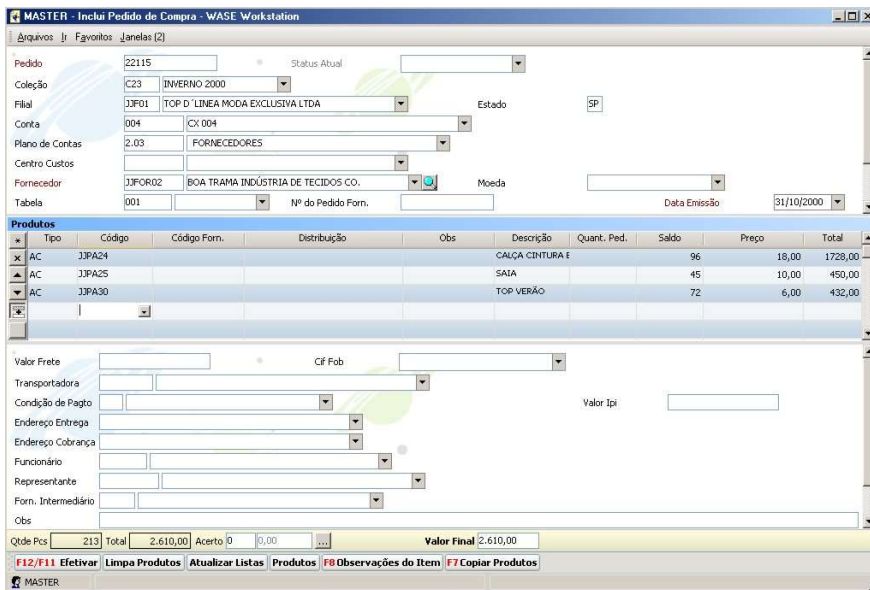 MASTER - Inclui Pedido de Compra - WASE Workstation
Arquivos Ir Favoritos Janelas (2)
Pedido 22115 Status Atual
Coleção C23 INVERNO 2000
Filial JJF01 TOP D´LINEA MODA EXCLUSIVA LTDA Estado SP
Conta 004 CX 004
Plano de Contas 2.03 FORNECEDORES
Centro Custos
Fornecedor JJFOR02 BOA TRAMA INDÚSTRIA DE TECIDOS CO. Moeda
Tabela 001 Nº do Pedido Forn. Data Emissão 31/10/2000
Produtos
* Tipo Código Código Forn. Distribuição Obs Descrição Quant. Ped. Saldo Preço Total
AC JJPA24 CALÇA CINTURA E 96 18,00 1728,00
AC JJPA25 SAIA 45 10,00 450,00
AC JJPA30 TOP VERÃO 72 6,00 432,00
Valor Frete Cif Fob
Transportadora
Condição de Pagto Valor Ipi
Endereço Entrega
Endereço Cobrança
Funcionário
Representante
Forn. Intermediário
Obs
Qtde Pcs 213 Total 2.610,00 Acerto 0 0,00 ... Valor Final 2.610,00
F12/F11 Efetivar Limpa Produtos Atualizar Listas Produtos F8 Observações do Item F7 Copiar Produtos
MASTER